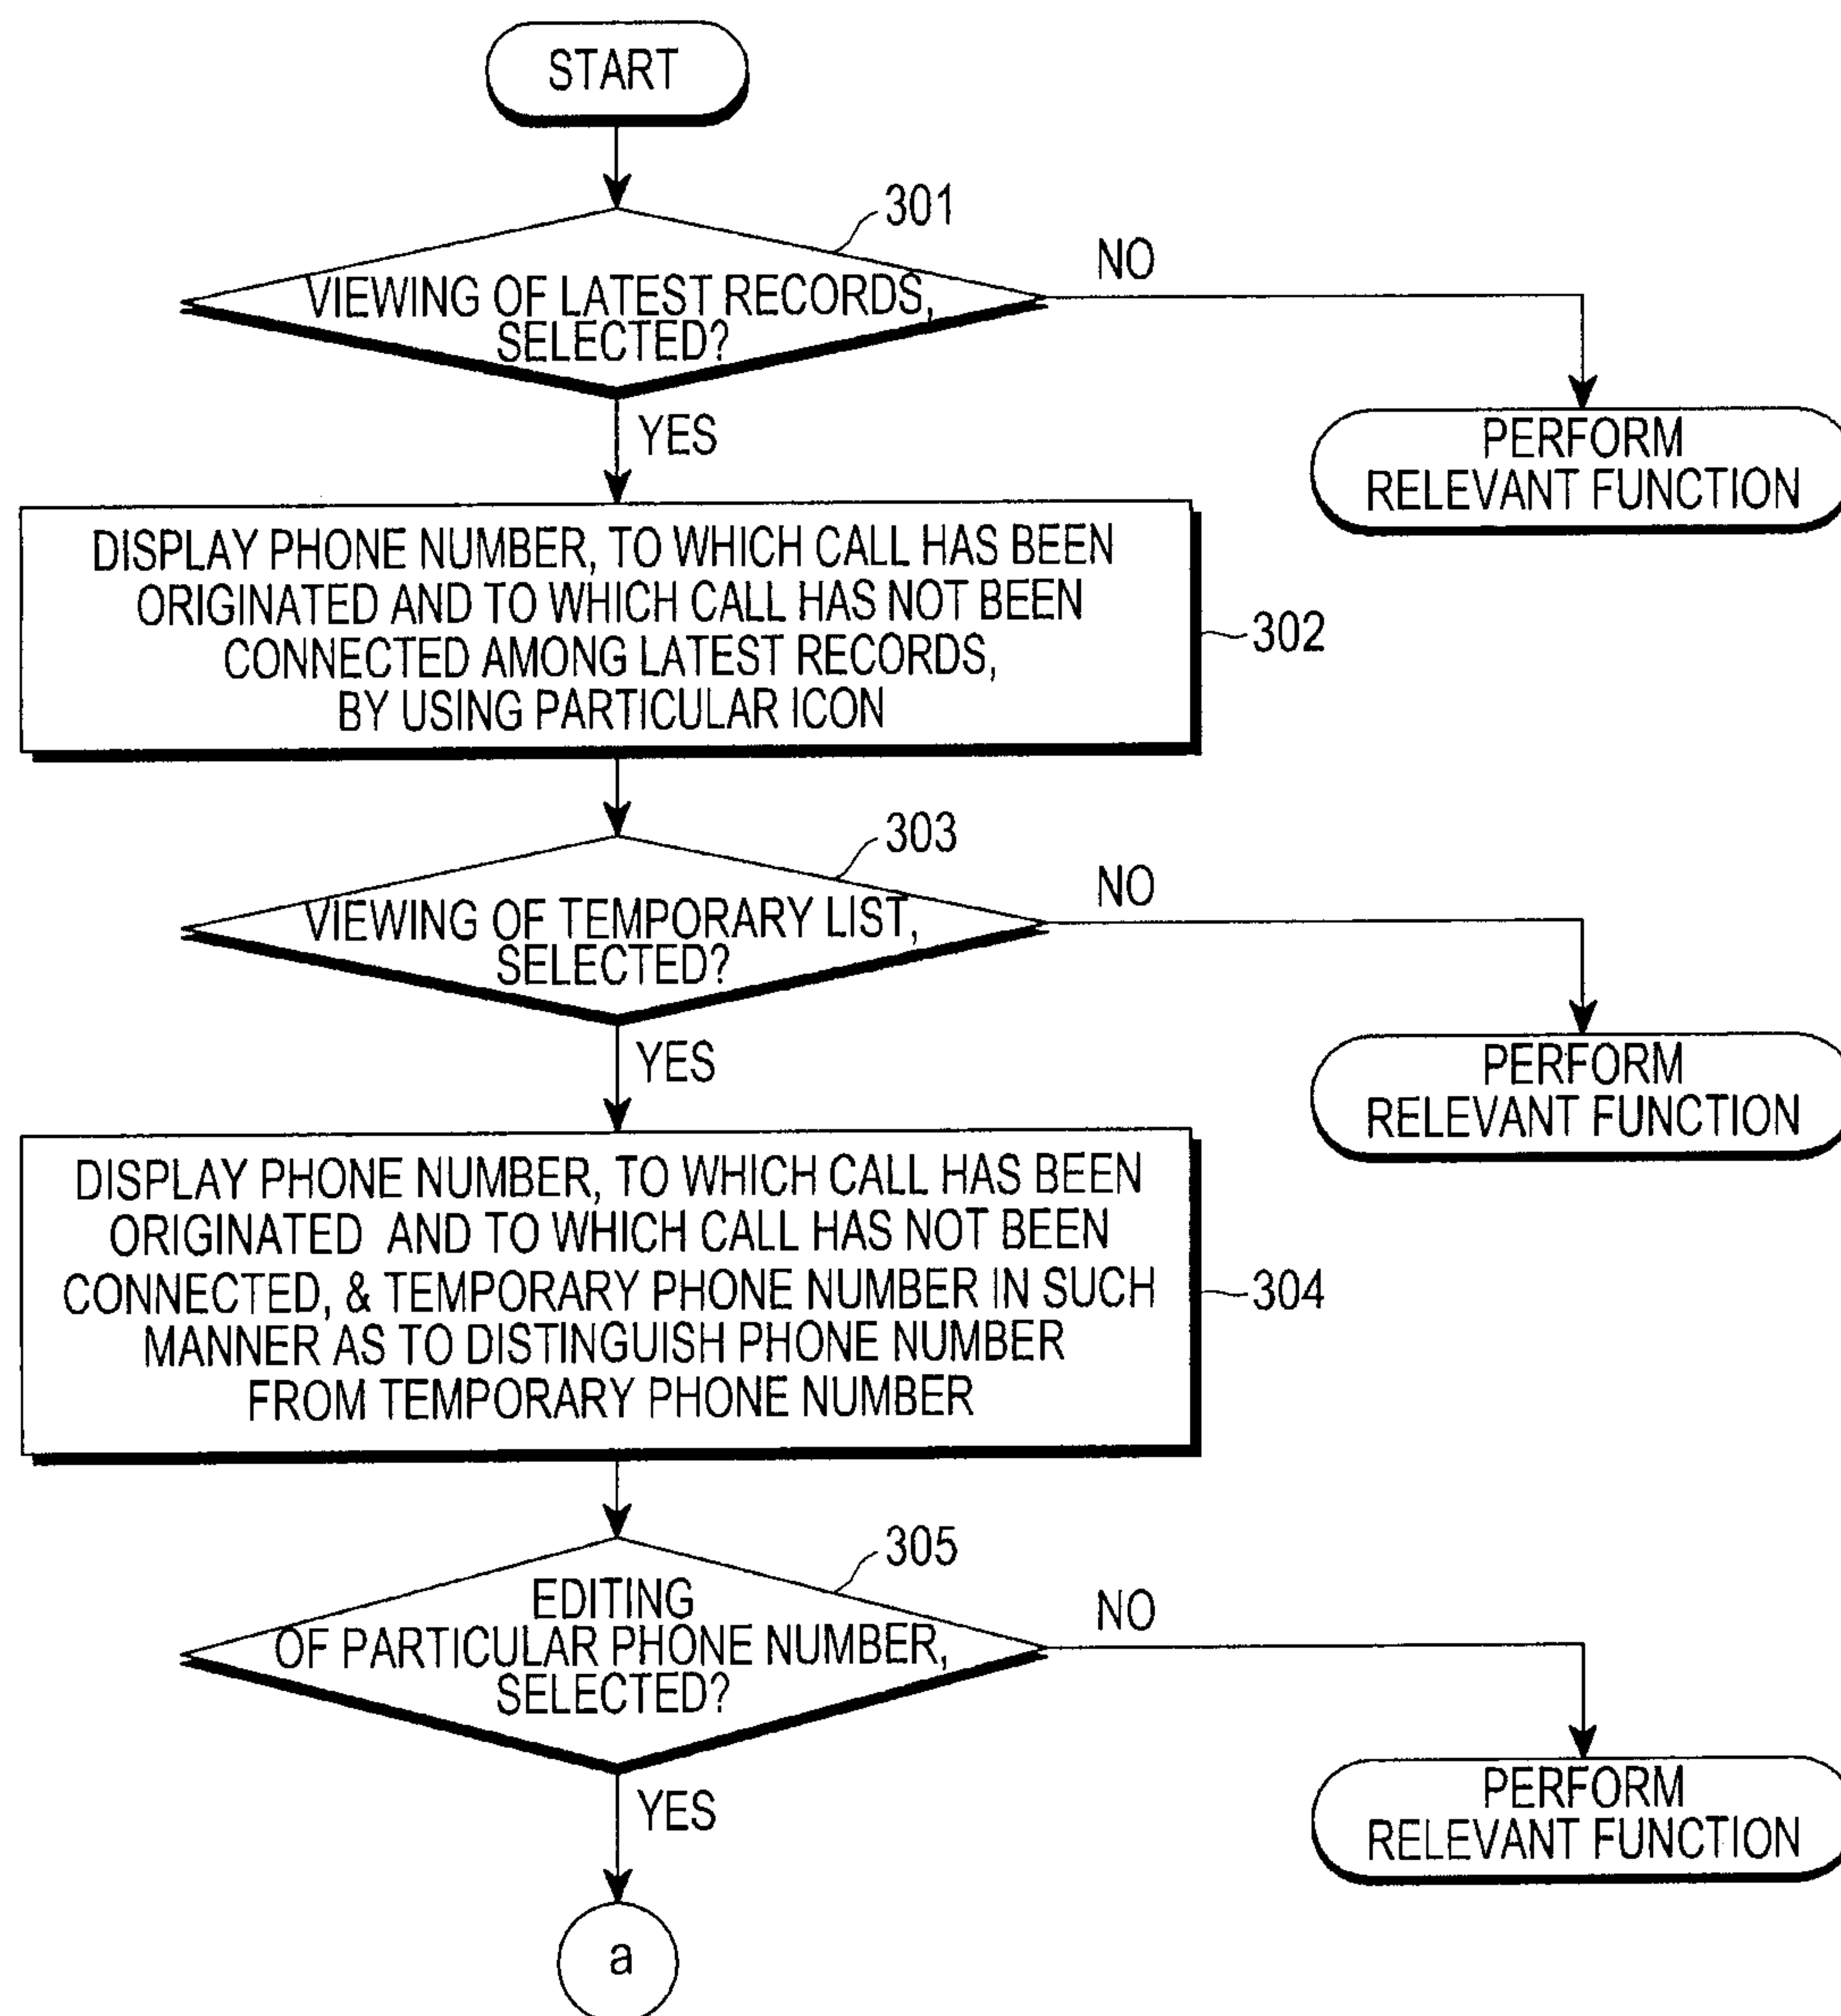 START
301
VIEWING OF LATEST RECORDS,
SELECTED?
NO
YES
PERFORM
RELEVANT FUNCTION
DISPLAY PHONE NUMBER, TO WHICH CALL HAS BEEN
ORIGINATED AND TO WHICH CALL HAS NOT BEEN
CONNECTED AMONG LATEST RECORDS,
BY USING PARTICULAR ICON
302
303
VIEWING OF TEMPORARY LIST,
SELECTED?
NO
YES
PERFORM
RELEVANT FUNCTION
DISPLAY PHONE NUMBER, TO WHICH CALL HAS BEEN
ORIGINATED AND TO WHICH CALL HAS NOT BEEN
CONNECTED, & TEMPORARY PHONE NUMBER IN SUCH
MANNER AS TO DISTINGUISH PHONE NUMBER
FROM TEMPORARY PHONE NUMBER
304
305
EDITING
OF PARTICULAR PHONE NUMBER,
SELECTED?
NO
YES
PERFORM
RELEVANT FUNCTION
a